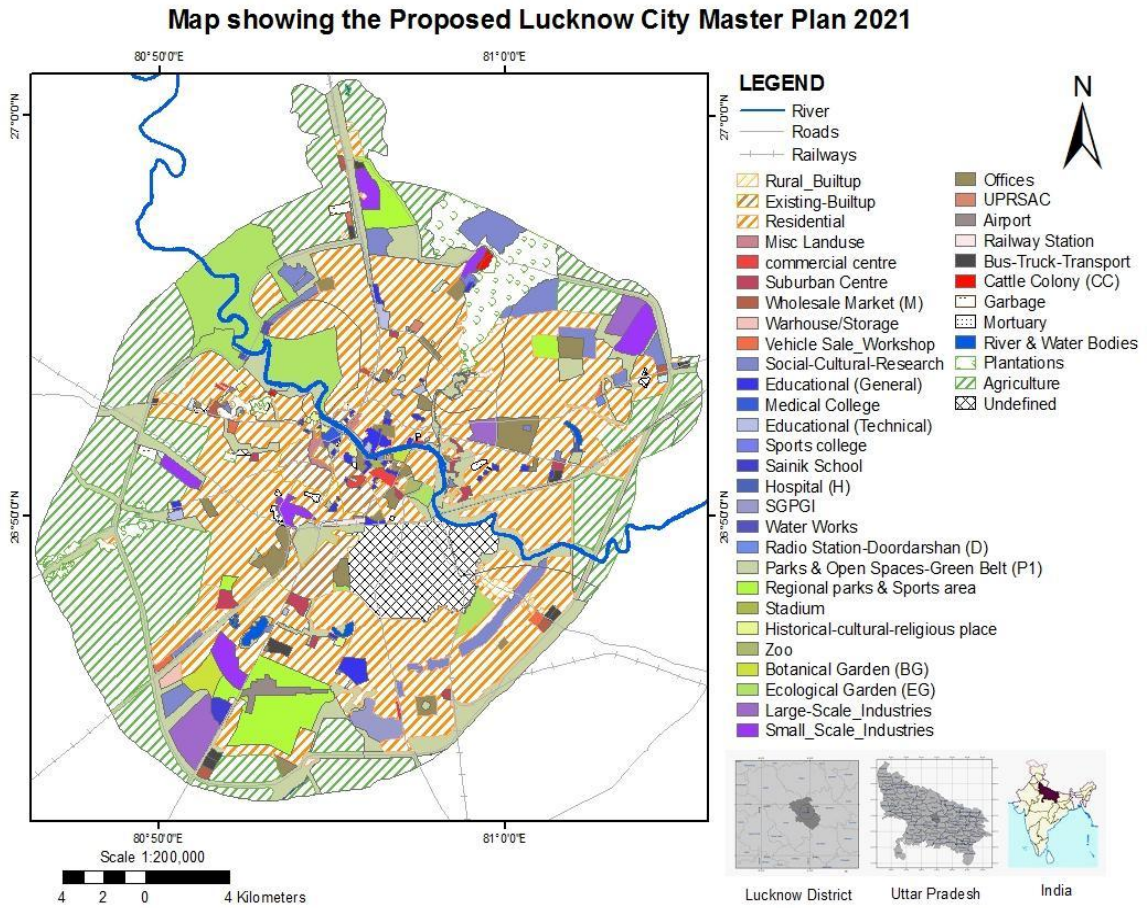 Map showing the Proposed Lucknow City Master Plan 2021
80°50'0"E
81°0'0"E
27°0'0"N
27°0'0"N
26°50'0"N
26°50'0"N
P
80°50'0"E
81°0'0"E
Scale 1:200,000
4 2 0 4 Kilometers
LEGEND
N
River
Roads
Railways
Rural_Builtup
Existing-Builtup
Residential
Misc Landuse
commercial centre
Suburban Centre
Wholesale Market (M)
Warhouse/Storage
Vehicle Sale_Workshop
Social-Cultural-Research
Educational (General)
Medical College
Educational (Technical)
Sports college
Sainik School
Hospital (H)
SGPGI
Water Works
Radio Station-Doordarshan (D)
Parks & Open Spaces-Green Belt (P1)
Regional parks & Sports area
Stadium
Historical-cultural-religious place
Zoo
Botanical Garden (BG)
Ecological Garden (EG)
Large-Scale_Industries
Small_Scale_Industries
Offices
UPRSAC
Airport
Railway Station
Bus-Truck-Transport
Cattle Colony (CC)
Garbage
Mortuary
River & Water Bodies
Plantations
Agriculture
Undefined
Lucknow District
Uttar Pradesh
India